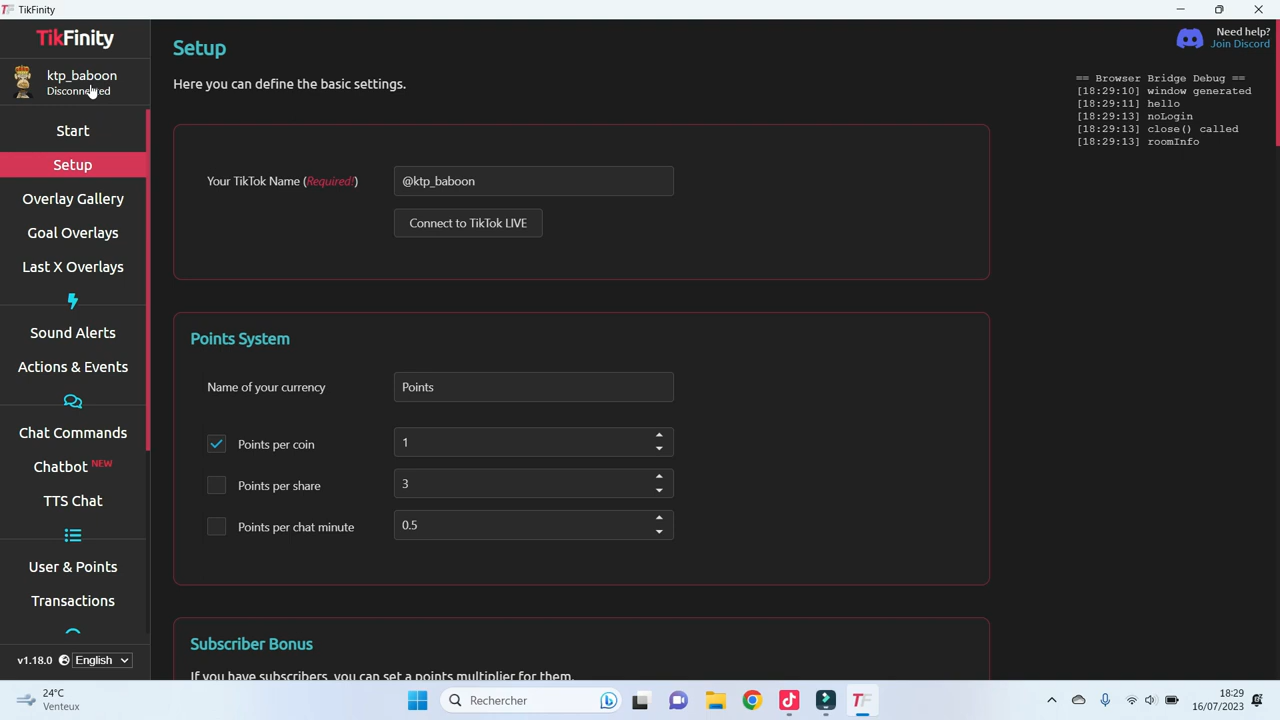 TikFinity
TikFinity
ktp_baboon
Disconnected
Start
Setup
Overlay Gallery
Goal Overlays
Last X Overlays
Sound Alerts
Actions & Events
Chat Commands
Chatbot NEW
TTS Chat
User & Points
Transactions
v1.18.0 English
Setup
Here you can define the basic settings.
Your TikTok Name (Required!) @ktp_baboon
Connect to TikTok LIVE
Points System
Name of your currency Points
Points per coin 1
Points per share 3
Points per chat minute 0.5
Subscriber Bonus
If you have subscribers, you can set a points multiplier for them.
Need help?
Join Discord
== Browser Bridge Debug ==
[18:29:10] window generated
[18:29:11] hello
[18:29:13] noLogin
[18:29:13] close() called
[18:29:13] roomInfo
24°C
Venteux
Rechercher
18:29
16/07/2023